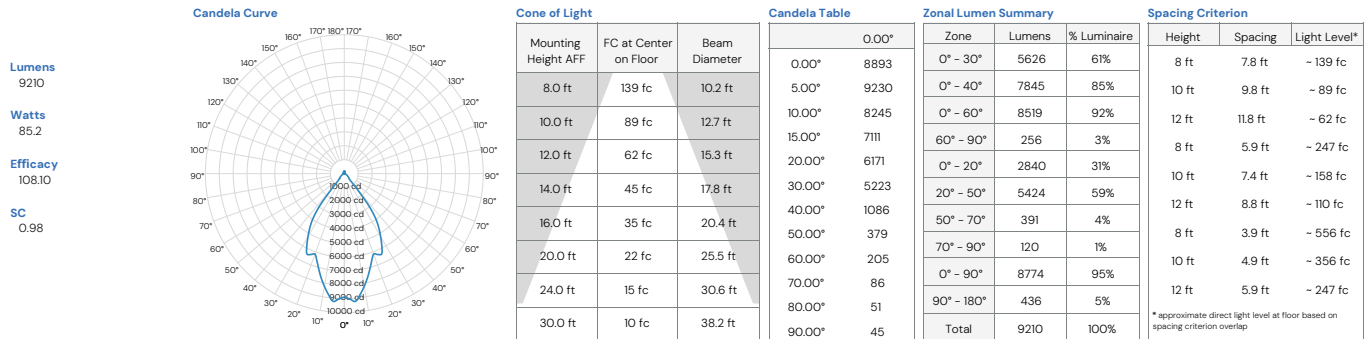 Lumens
9210
Watts
85.2
Efficacy
108.10
SC
0.98
Candela Curve
170° 180° 170°
160° 160°
150° 150°
140° 140°
130° 130°
120° 120°
110° 110°
100° 100°
90° 90°
80° 80°
70° 70°
60° 60°
50° 50°
40° 40°
30° 30°
20° 20°
10° 10°
0°
1000 cd
2000 cd
3000 cd
4000 cd
5000 cd
6000 cd
7000 cd
8000 cd
9000 cd
10000 cd
Cone of Light
Mounting Height AFF FC at Center on Floor Beam Diameter
8.0 ft 139 fc 10.2 ft
10.0 ft 89 fc 12.7 ft
12.0 ft 62 fc 15.3 ft
14.0 ft 45 fc 17.8 ft
16.0 ft 35 fc 20.4 ft
20.0 ft 22 fc 25.5 ft
24.0 ft 15 fc 30.6 ft
30.0 ft 10 fc 38.2 ft
Candela Table
0.00°
0.00° 8893
5.00° 9230
10.00° 8245
15.00° 7111
20.00° 6171
30.00° 5223
40.00° 1086
50.00° 379
60.00° 205
70.00° 86
80.00° 51
90.00° 45
Zonal Lumen Summary
Zone Lumens % Luminaire
0° - 30° 5626 61%
0° - 40° 7845 85%
0° - 60° 8519 92%
60° - 90° 256 3%
0° - 20° 2840 31%
20° - 50° 5424 59%
50° - 70° 391 4%
70° - 90° 120 1%
0° - 90° 8774 95%
90° - 180° 436 5%
Total 9210 100%
Spacing Criterion
Height Spacing Light Level*
8 ft 7.8 ft ~ 139 fc
10 ft 9.8 ft ~ 89 fc
12 ft 11.8 ft ~ 62 fc
8 ft 5.9 ft ~ 247 fc
10 ft 7.4 ft ~ 158 fc
12 ft 8.8 ft ~ 110 fc
8 ft 3.9 ft ~ 556 fc
10 ft 4.9 ft ~ 356 fc
12 ft 5.9 ft ~ 247 fc
* approximate direct light level at floor based on
spacing criterion overlap